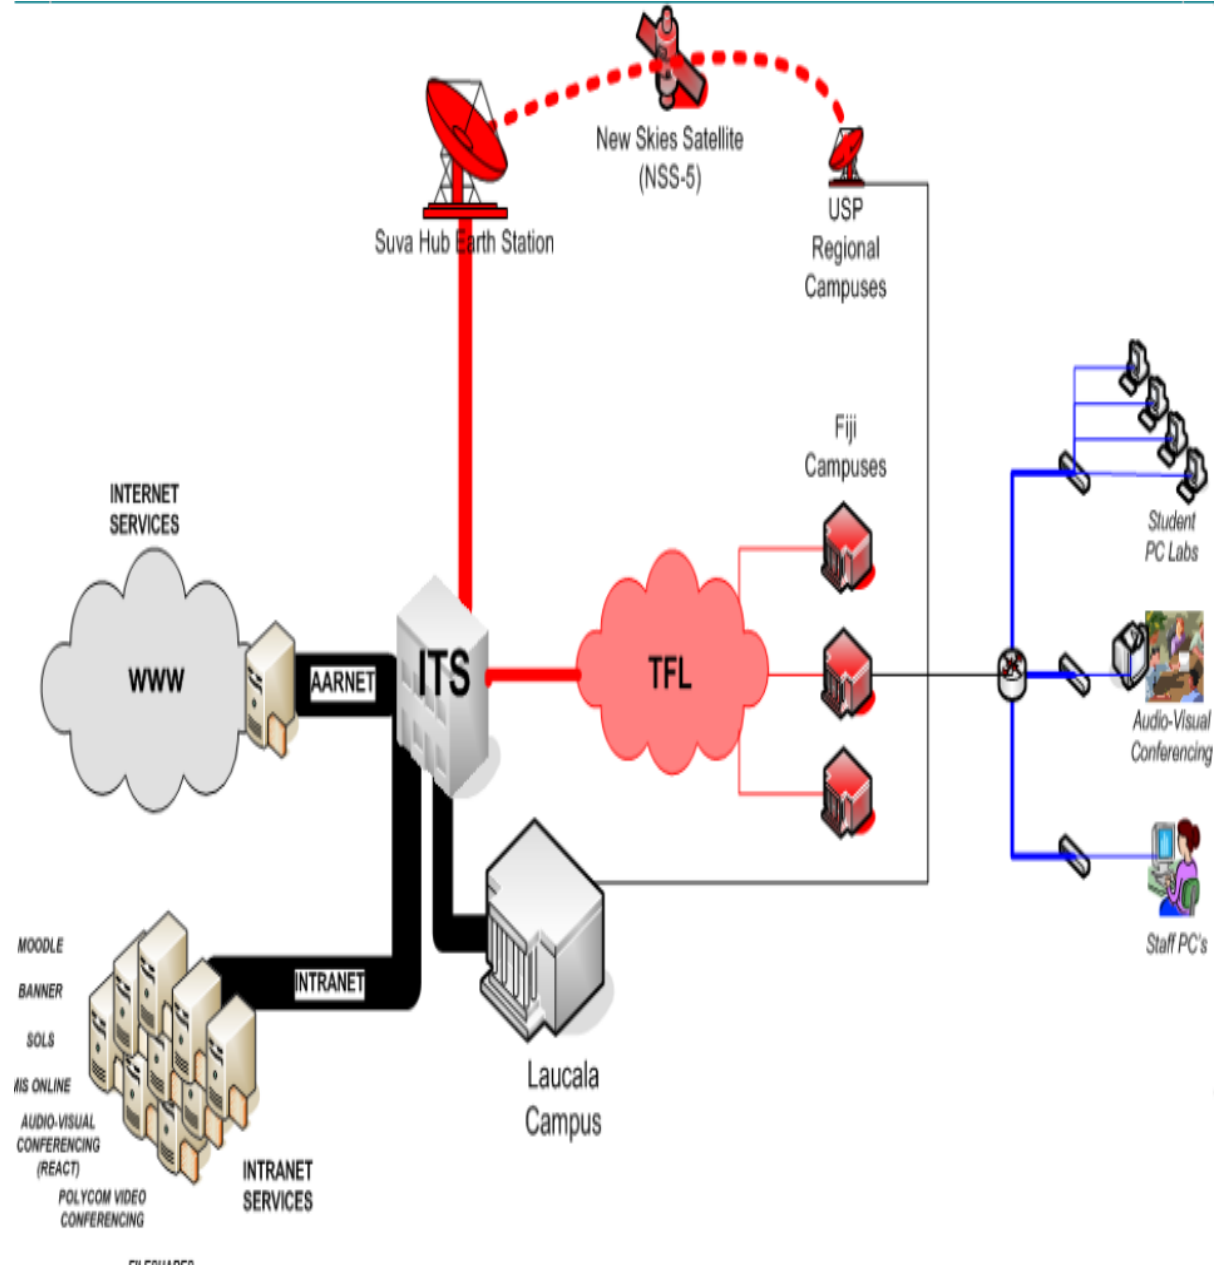 New Skies Satellite
(NSS-5)
Suva Hub Earth Station
USP
Regional
Campuses
Fiji
Campuses
INTERNET
SERVICES
WWW
AARNET
ITS
TFL
Student
PC Labs
Audio-Visual
Conferencing
Staff PC's
INTRANET
Laucala
Campus
MOODLE
BANNER
SOLS
MIS ONLINE
AUDIO-VISUAL
CONFERENCING
(REACT)
POLYCOM VIDEO
CONFERENCING
INTRANET
SERVICES